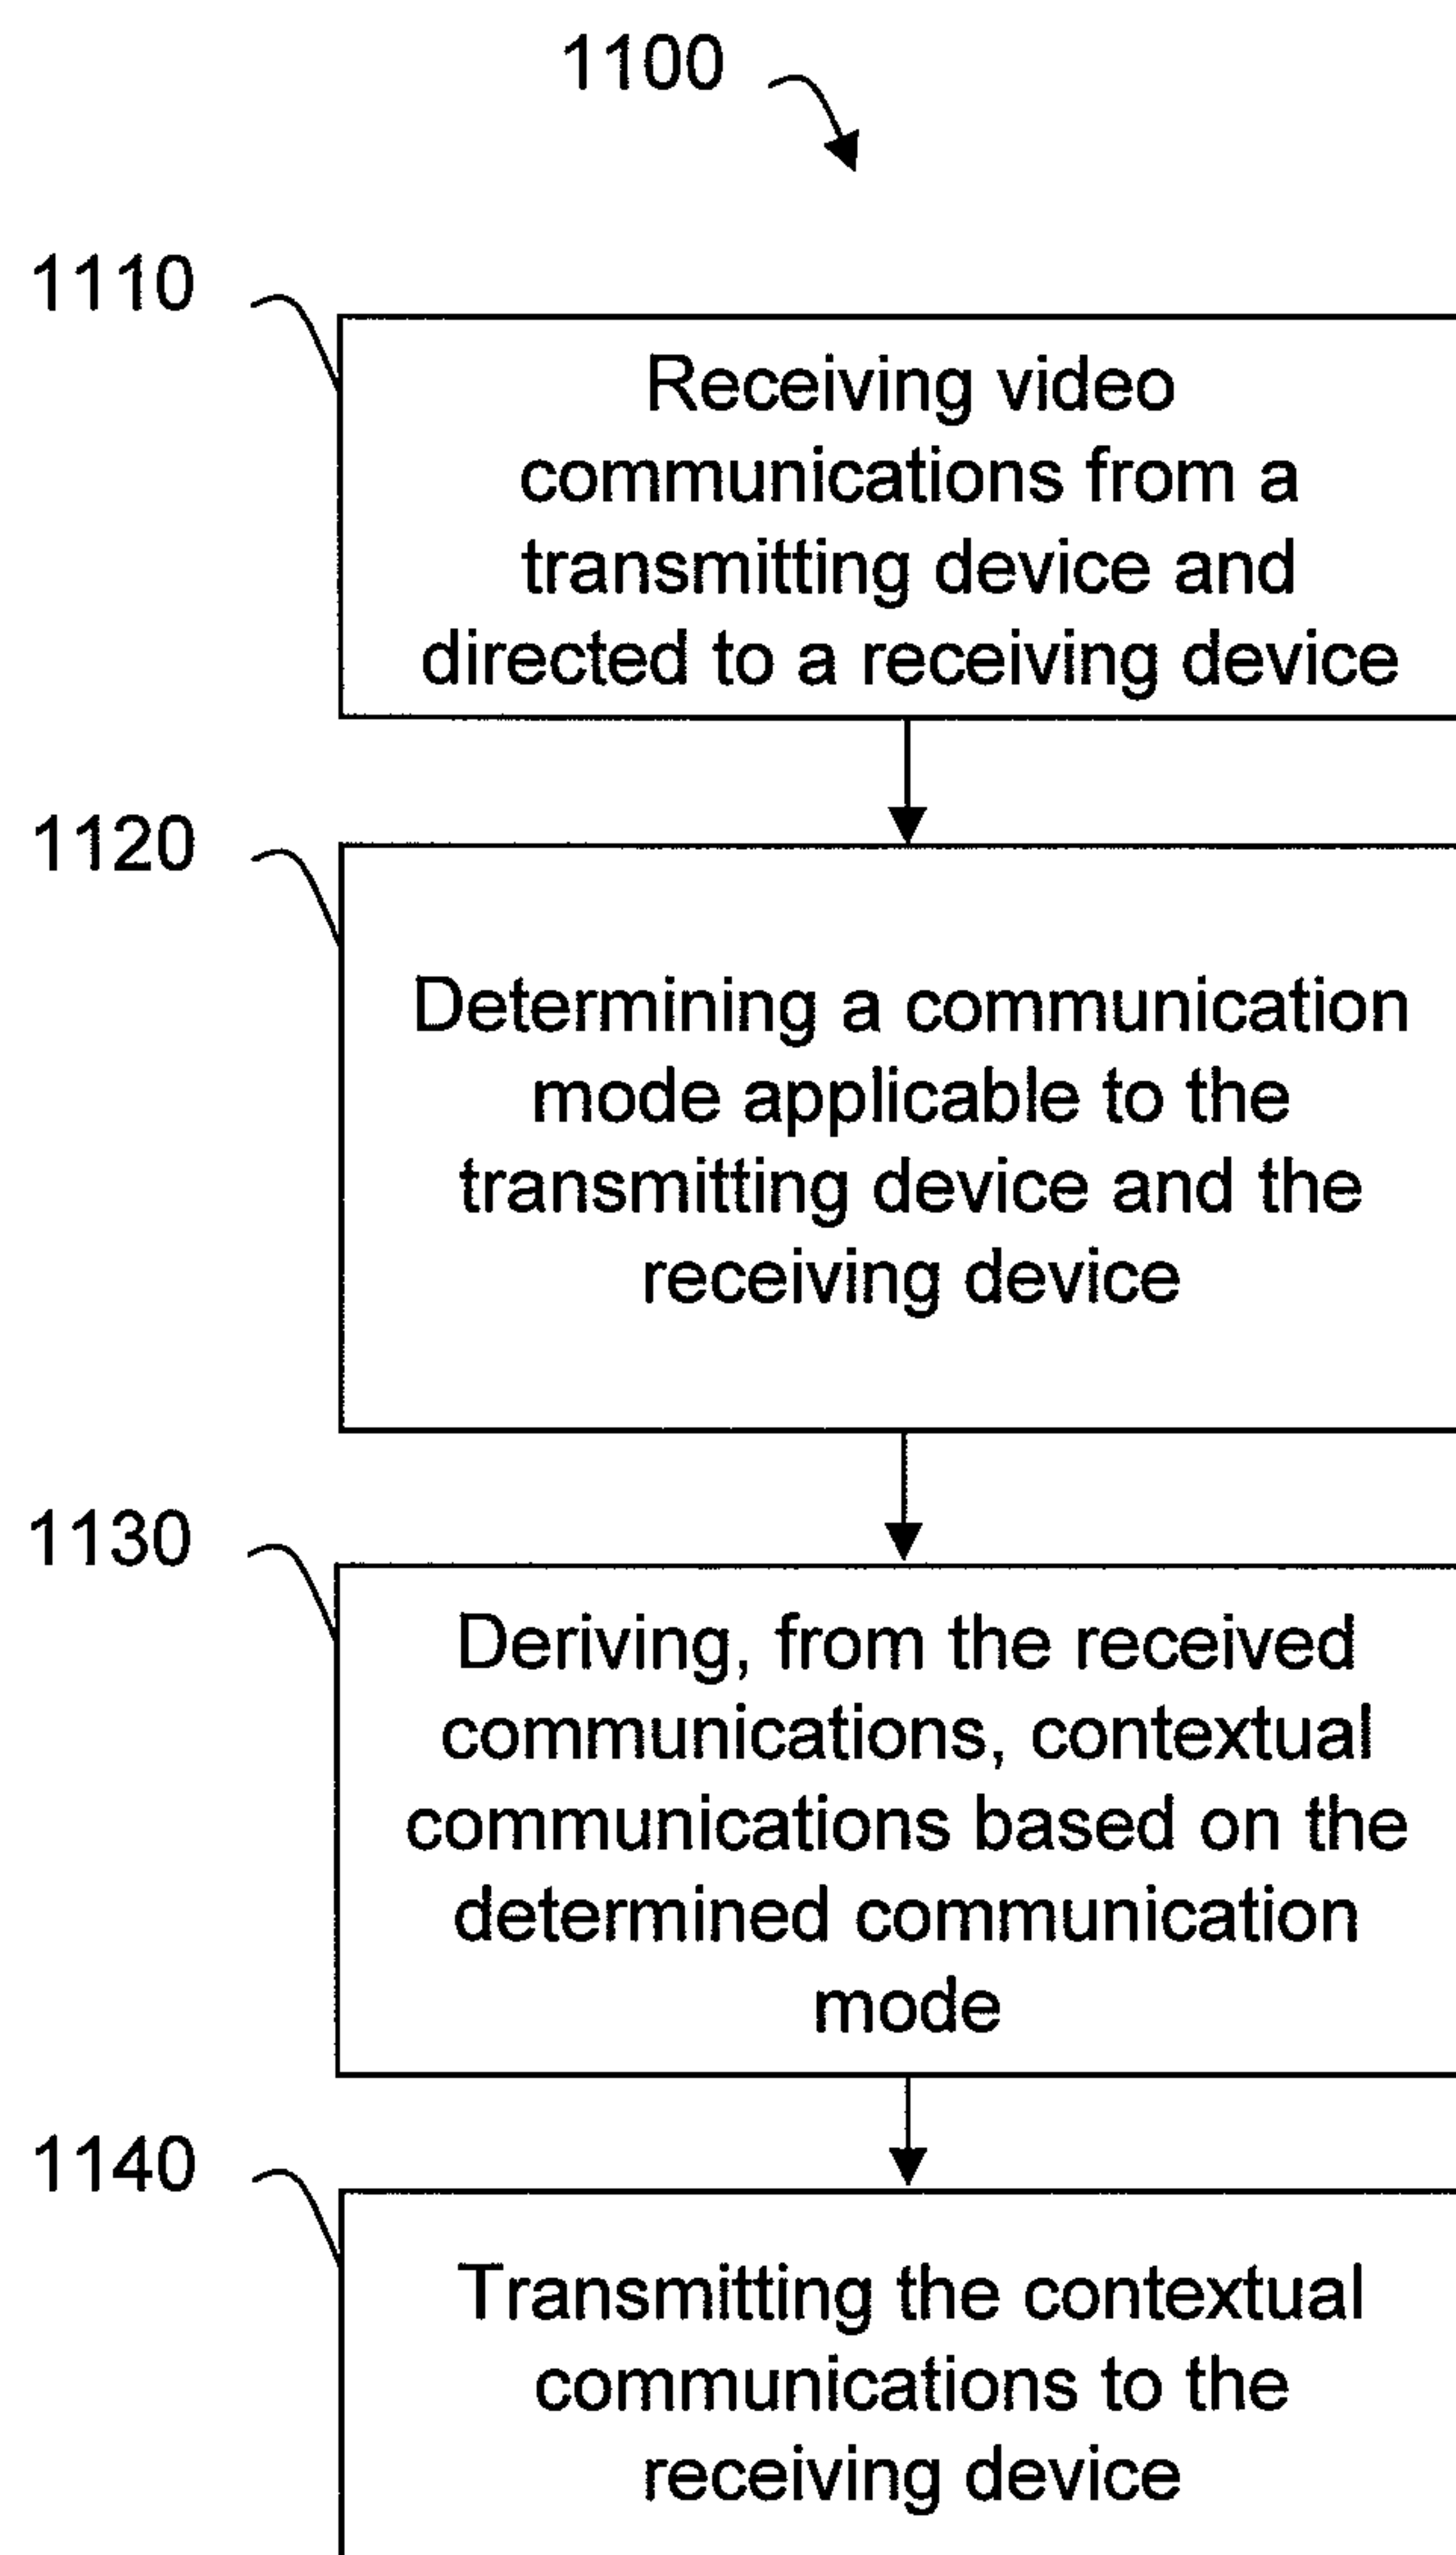 1100
1110
Receiving video
communications from a
transmitting device and
directed to a receiving device
1120
Determining a communication
mode applicable to the
transmitting device and the
receiving device
1130
Deriving, from the received
communications, contextual
communications based on the
determined communication
mode
1140
Transmitting the contextual
communications to the
receiving device